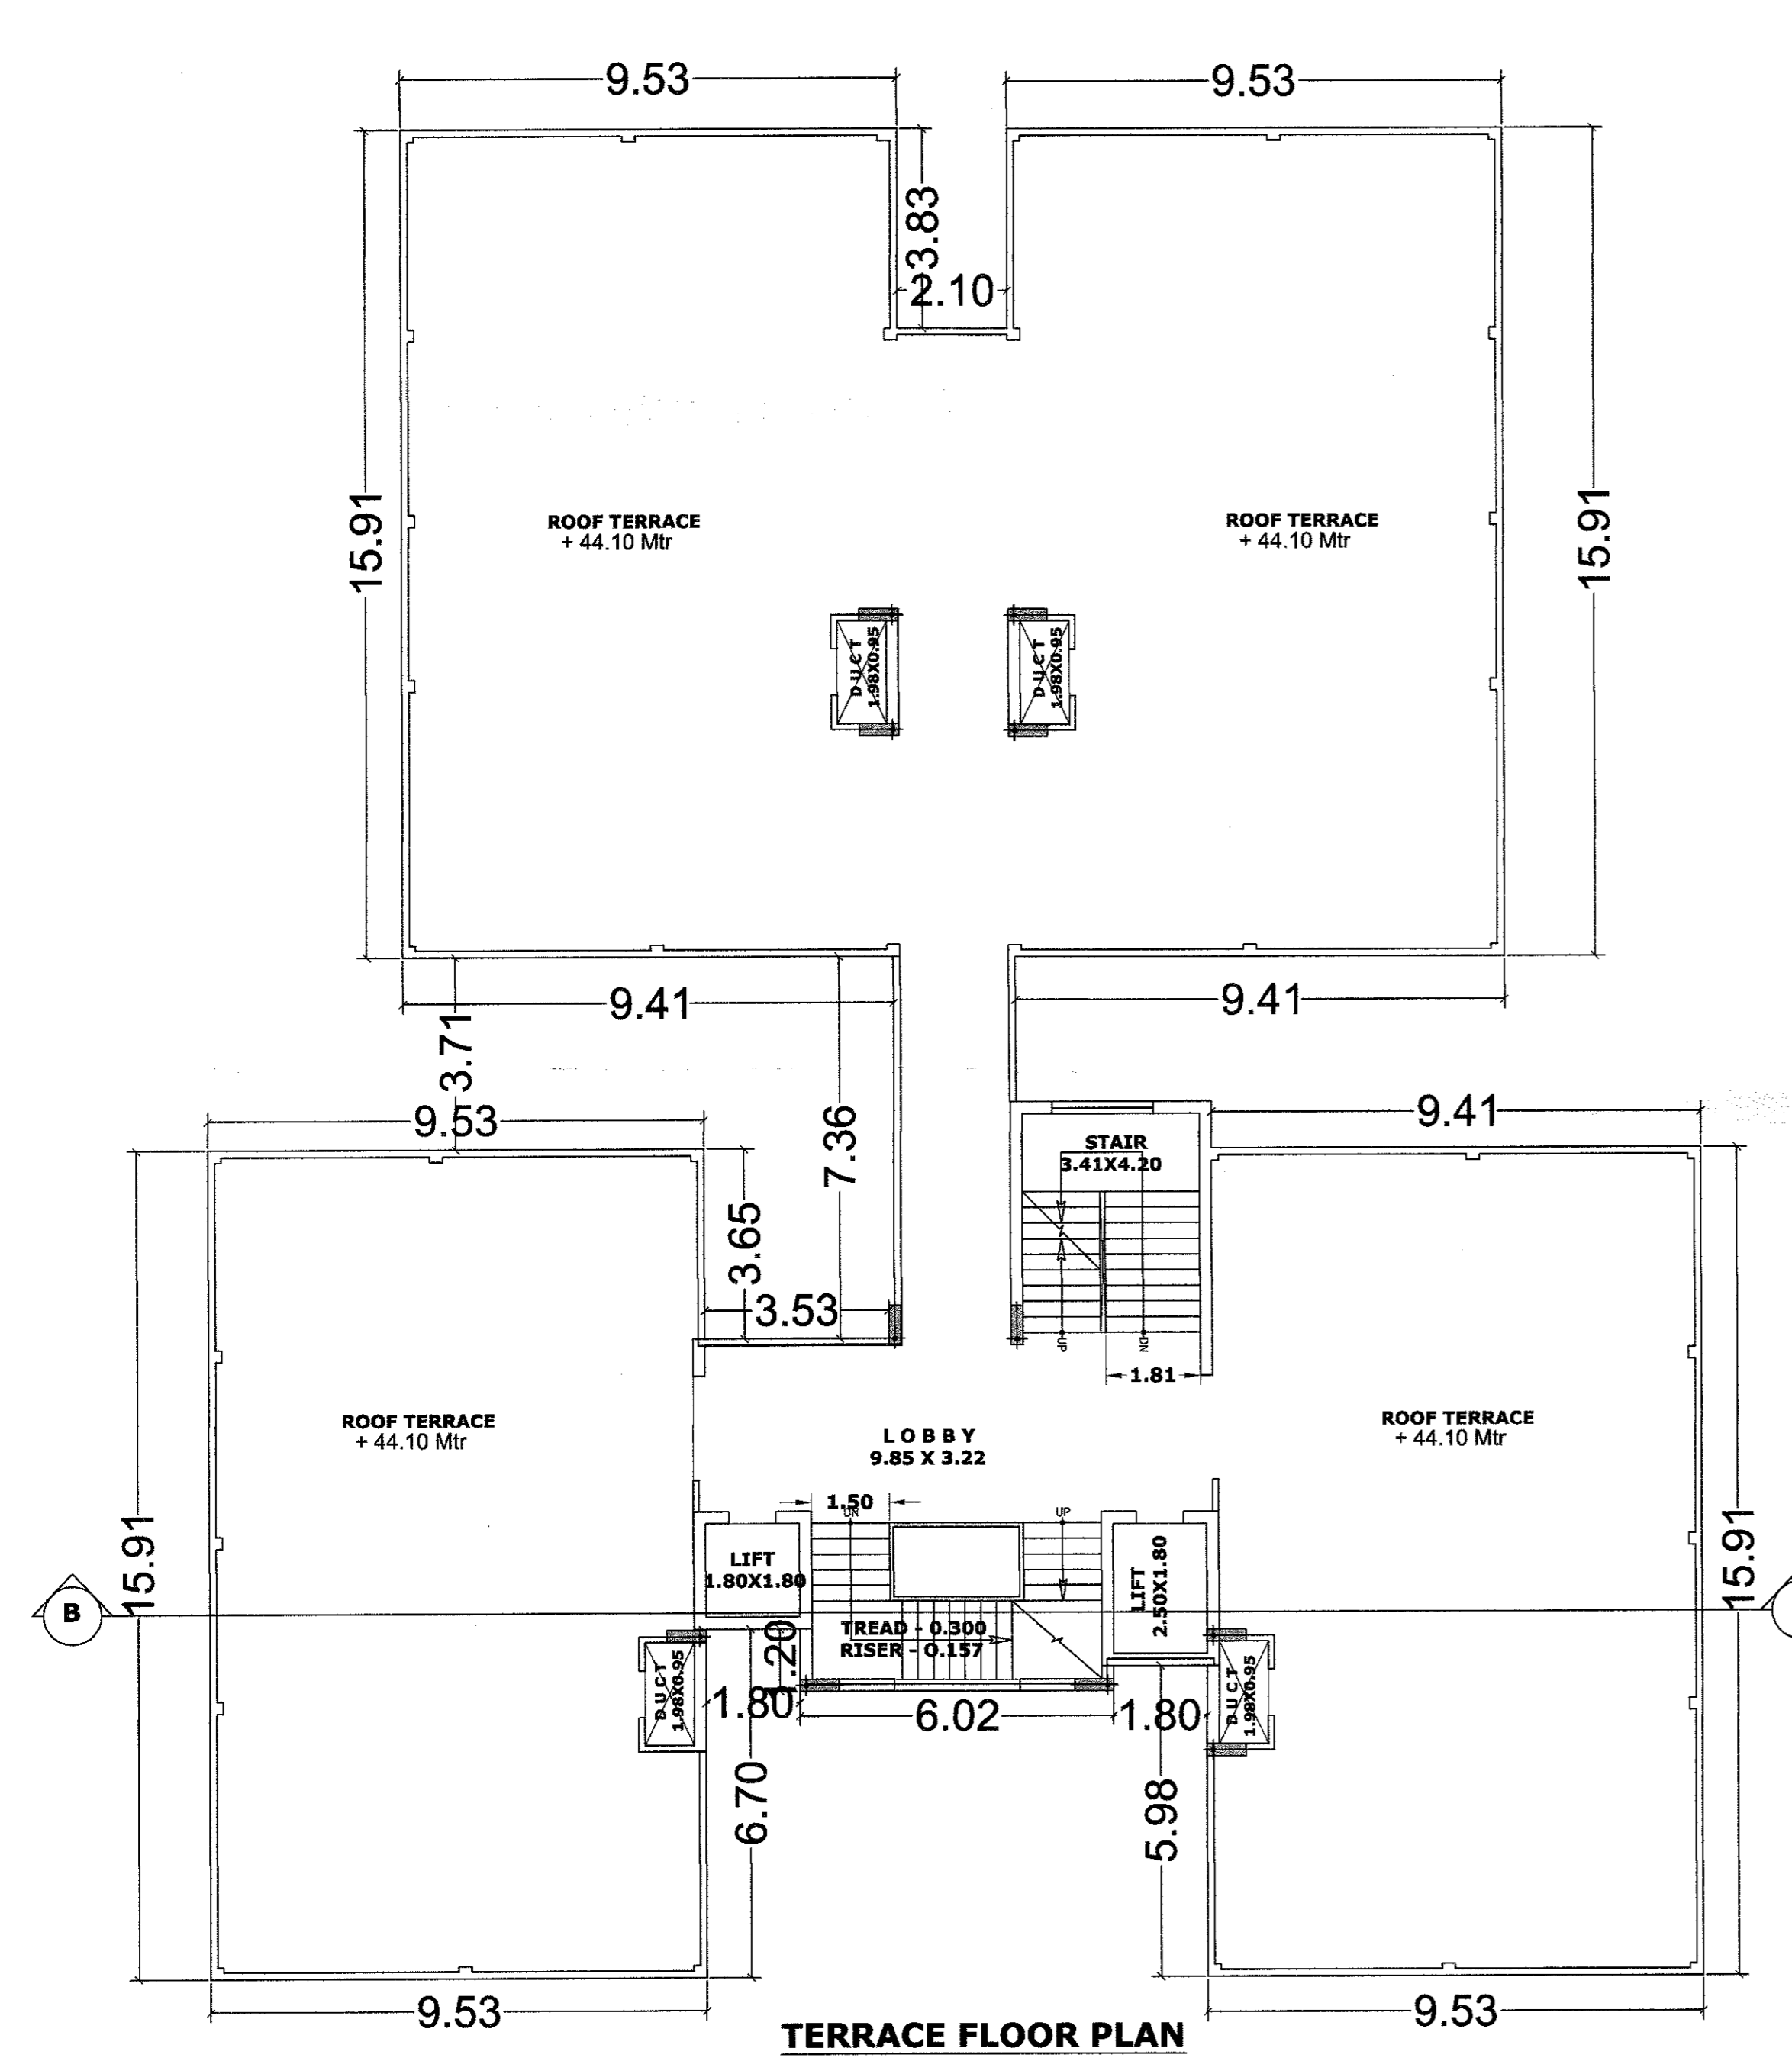 9.53
9.53
3.83
2.10
15.91
15.91
ROOF TERRACE
+ 44.10 Mtr
ROOF TERRACE
+ 44.10 Mtr
DUCT
1.98X0.95
DUCT
1.98X0.95
9.41
9.41
3.71
9.53
9.41
7.36
STAIR
3.41X4.20
3.65
3.53
UP
DN
1.81
ROOF TERRACE
+ 44.10 Mtr
ROOF TERRACE
+ 44.10 Mtr
LOBBY
9.85 X 3.22
1.50
DN
UP
15.91
15.91
LIFT
1.80X1.80
LIFT
2.50X1.80
B
TREAD - 0.300
RISER - 0.157
1.20
DUCT
1.98X0.95
DUCT
1.98X0.95
1.80
6.02
1.80
6.70
5.98
9.53
9.53
TERRACE FLOOR PLAN